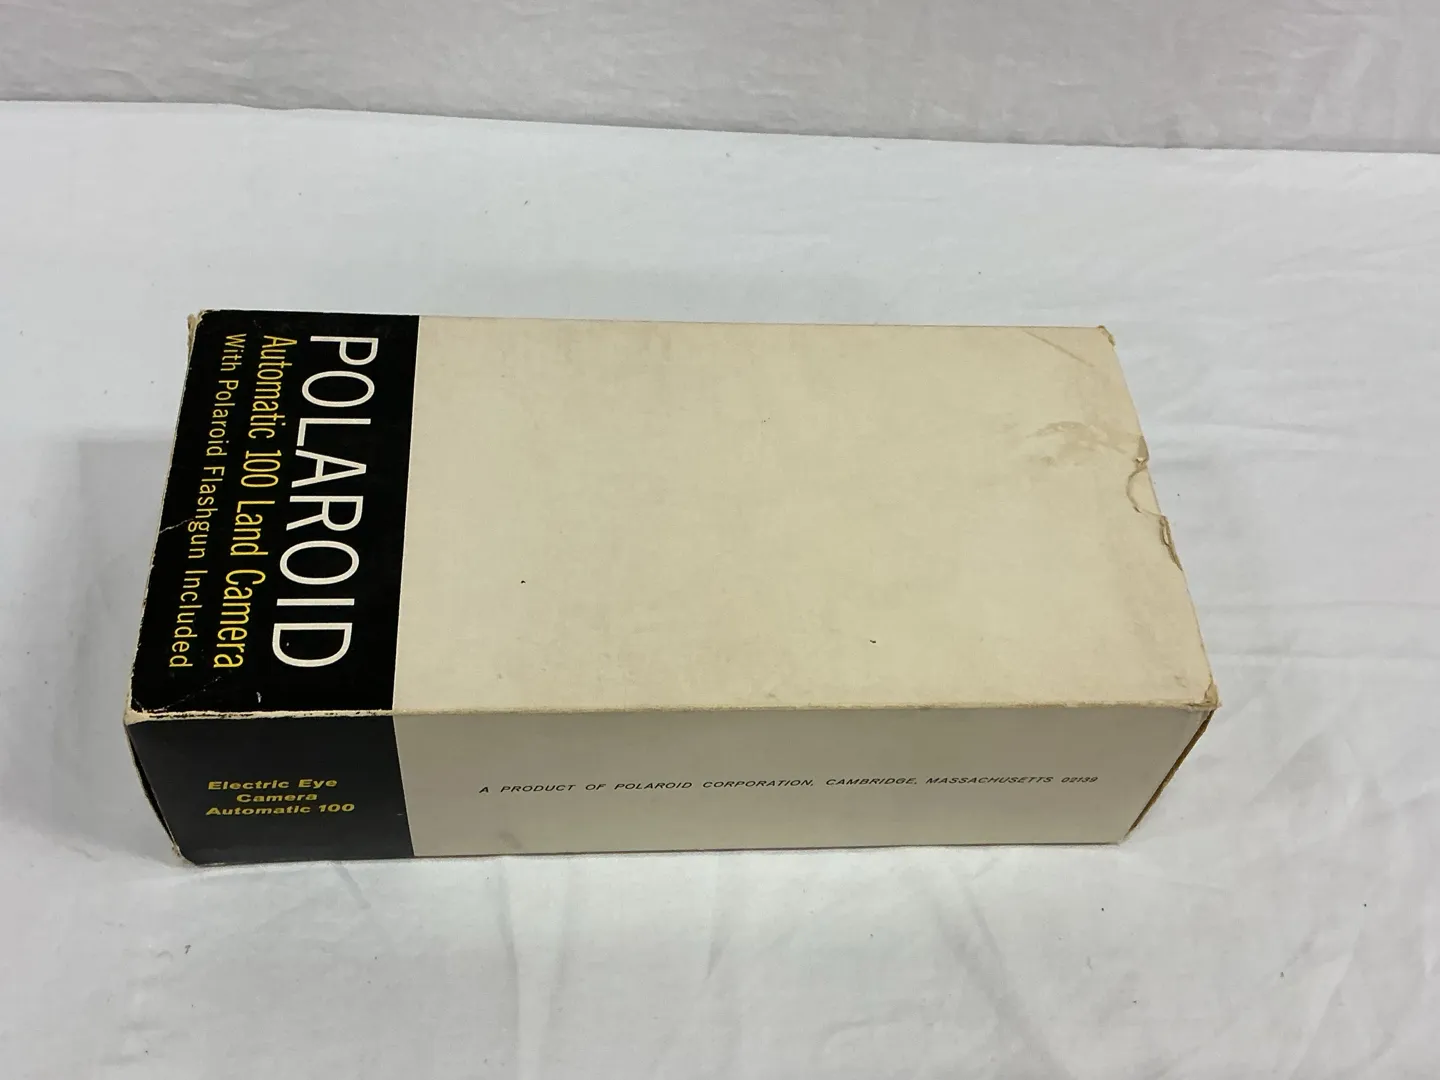 POLAROID
Automatic 100 Land Camera
With Polaroid Flashgun Included
Electric Eye
Camera
Automatic 100
A PRODUCT OF POLAROID CORPORATION, CAMBRIDGE, MASSACHUSETTS 02139